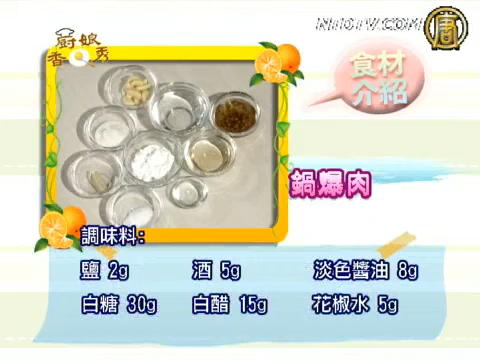 NTDTV.COM
唐
廚娘
香Q秀
食材
介紹
鍋爆肉
調味料:
鹽 2g 酒 5g 淡色醬油 8g
白糖 30g 白醋 15g 花椒水 5g